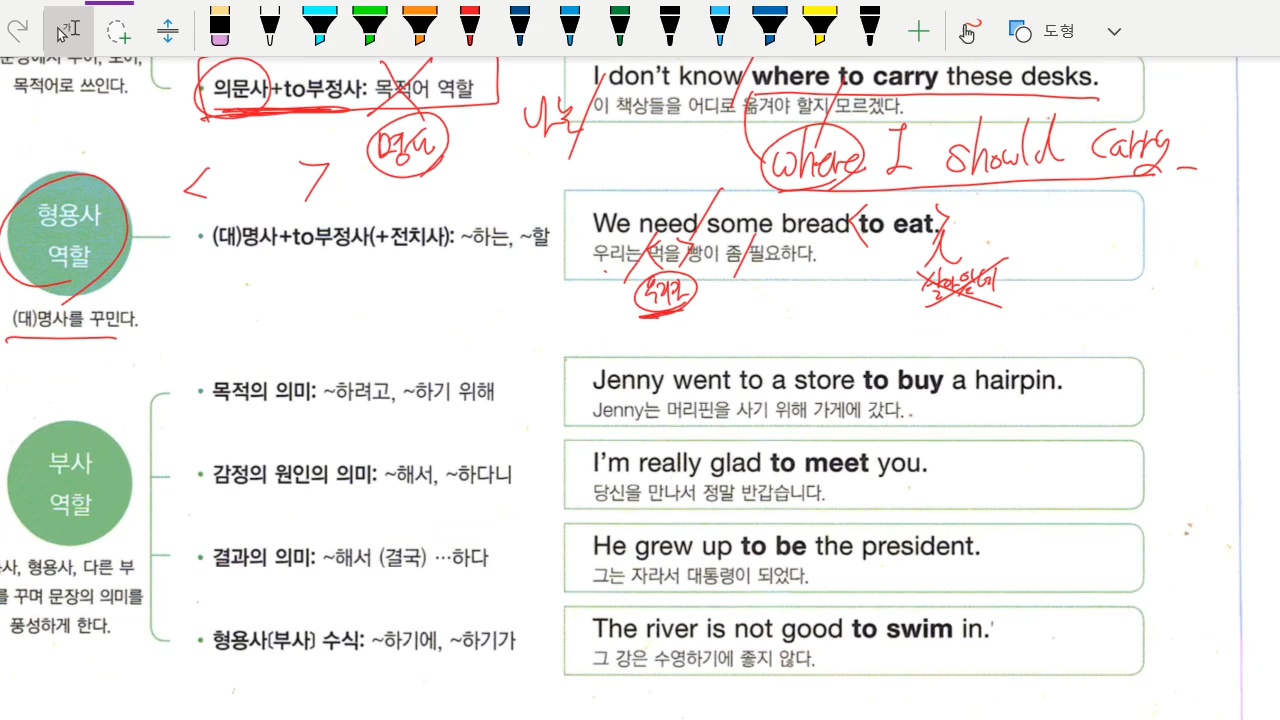 도형
목적어로 쓰인다.
• 의문사+to부정사: 목적어 역할
명사
I don't know where to carry these desks.
이 책상들을 어디로 옮겨야 할지 모르겠다.
나는
where I should carry
< >
형용사
역할
(대)명사를 꾸민다.
• (대)명사+to부정사(+전치사): ~하는, ~할
We need some bread to eat.
우리는 먹을 빵이 좀 필요하다.
부사
역할
사, 형용사, 다른 부
를 꾸며 문장의 의미를
풍성하게 한다.
• 목적의 의미: ~하려고, ~하기 위해
Jenny went to a store to buy a hairpin.
Jenny는 머리핀을 사기 위해 가게에 갔다.
• 감정의 원인의 의미: ~해서, ~하다니
I'm really glad to meet you.
당신을 만나서 정말 반갑습니다.
• 결과의 의미: ~해서 (결국) …하다
He grew up to be the president.
그는 자라서 대통령이 되었다.
• 형용사[부사] 수식: ~하기에, ~하기가
The river is not good to swim in.
그 강은 수영하기에 좋지 않다.